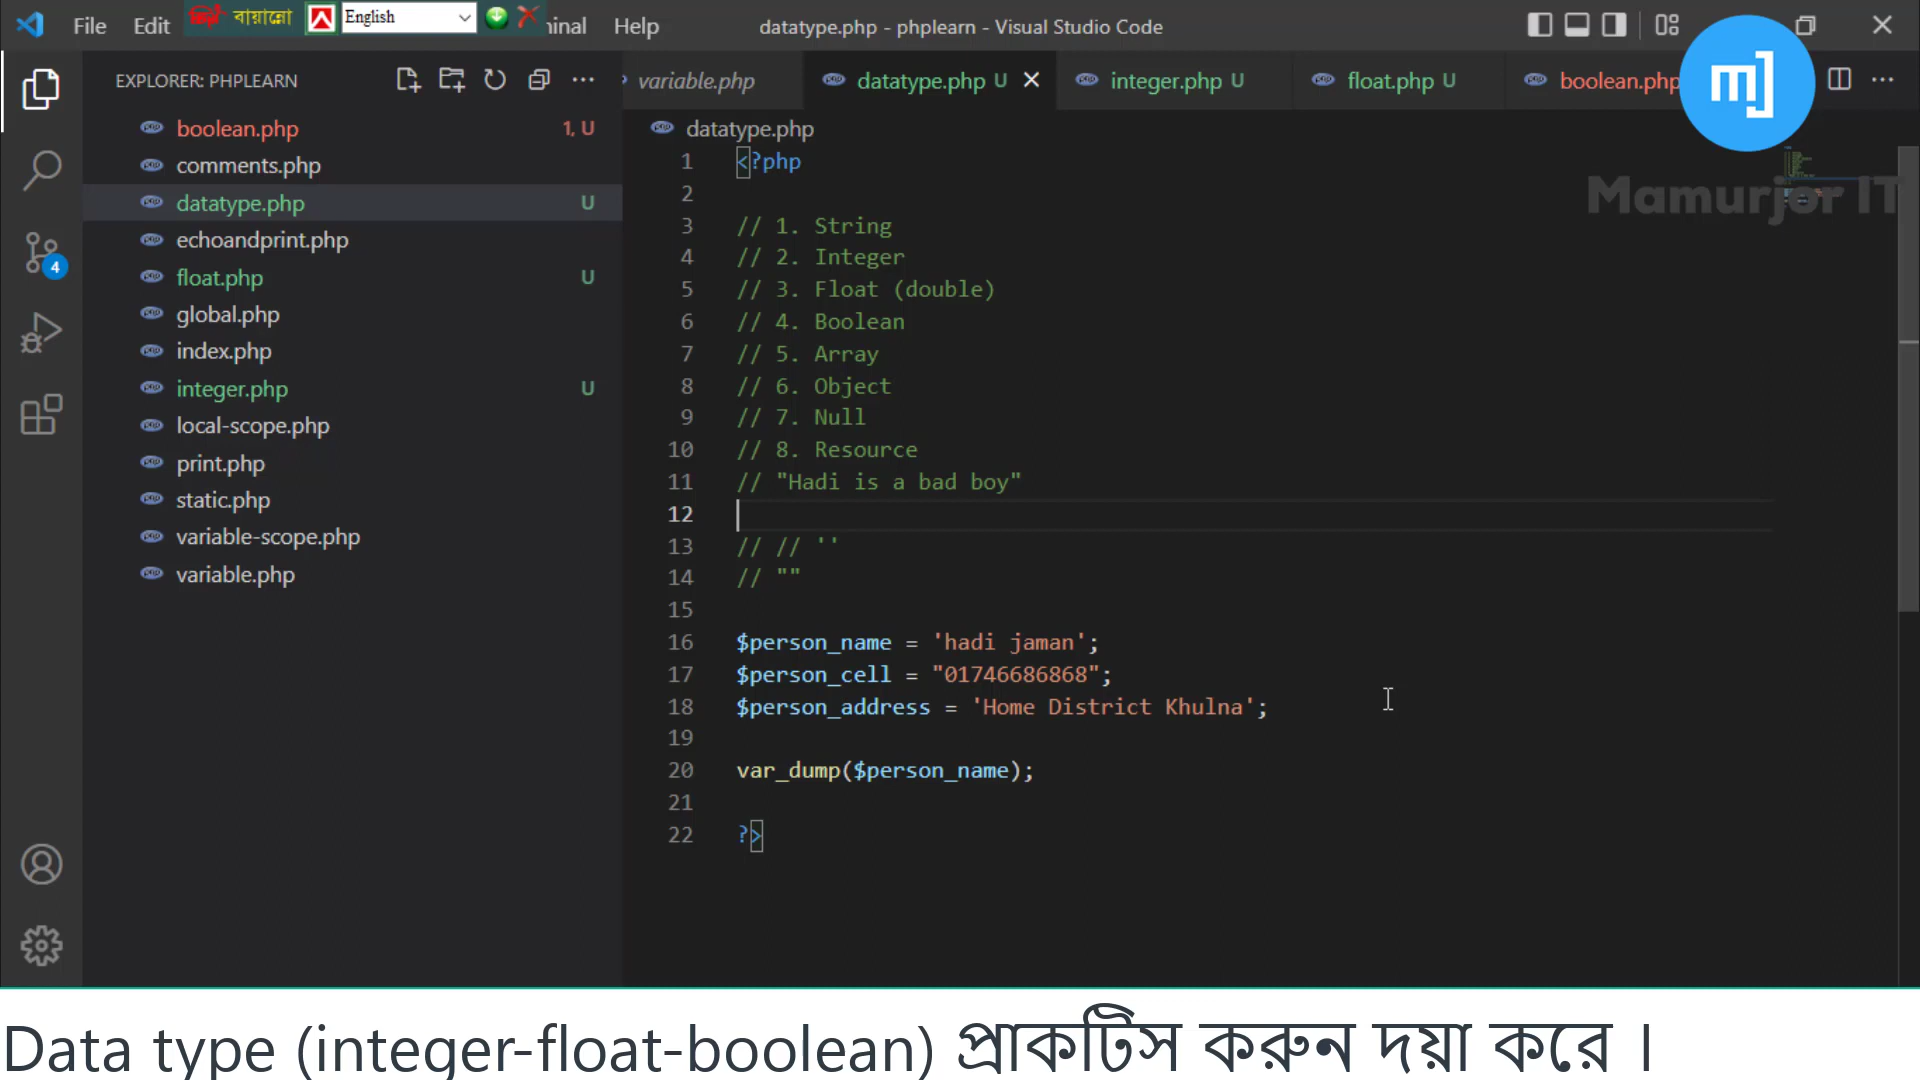 File Edit বায়ান্নো English inal Help datatype.php - phplearn - Visual Studio Code
EXPLORER: PHPLEARN
variable.php datatype.php U integer.php U float.php U boolean.php
mj
Mamurjor IT
boolean.php 1, U
comments.php
datatype.php U
echoandprint.php
float.php U
global.php
index.php
integer.php U
local-scope.php
print.php
static.php
variable-scope.php
variable.php
4
datatype.php
1 <?php
2
3 // 1. String
4 // 2. Integer
5 // 3. Float (double)
6 // 4. Boolean
7 // 5. Array
8 // 6. Object
9 // 7. Null
10 // 8. Resource
11 // "Hadi is a bad boy"
12
13 // // ''
14 // ""
15
16 $person_name = 'hadi jaman';
17 $person_cell = "01746686868";
18 $person_address = 'Home District Khulna';
19
20 var_dump($person_name);
21
22 ?>
Data type (integer-float-boolean) প্রাকটিস করুন দয়া করে ।